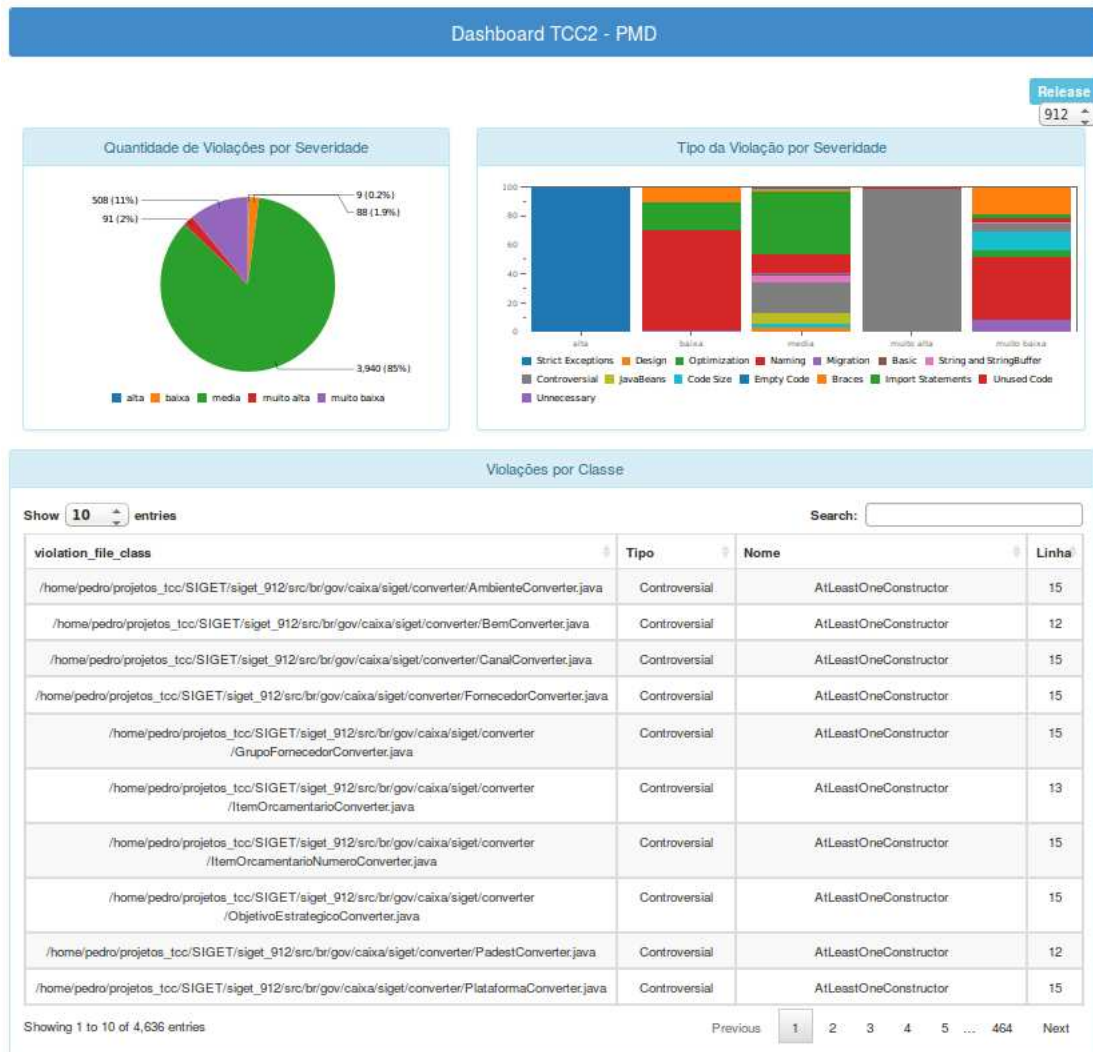 Dashboard TCC2 - PMD
Release
912
Quantidade de Violações por Severidade
508 (11%)
91 (2%)
9 (0.2%)
88 (1.9%)
3,940 (85%)
alta baixa media muito alta muito baixa
Tipo da Violação por Severidade
100
80
60
40
20
0
alta baixa media muito alta muito baixa
Strict Exceptions Design Optimization Naming Migration Basic String and StringBuffer
Controversial JavaBeans Code Size Empty Code Braces Import Statements Unused Code
Unnecessary
Violações por Classe
Show 10 entries Search:
violation_file_class Tipo Nome Linha
/home/pedro/projetos_tcc/SIGET/siget_912/src/br/gov/caixa/siget/converter/AmbienteConverter.java Controversial AtLeastOneConstructor 15
/home/pedro/projetos_tcc/SIGET/siget_912/src/br/gov/caixa/siget/converter/BemConverter.java Controversial AtLeastOneConstructor 12
/home/pedro/projetos_tcc/SIGET/siget_912/src/br/gov/caixa/siget/converter/CanalConverter.java Controversial AtLeastOneConstructor 15
/home/pedro/projetos_tcc/SIGET/siget_912/src/br/gov/caixa/siget/converter/FornecedorConverter.java Controversial AtLeastOneConstructor 15
/home/pedro/projetos_tcc/SIGET/siget_912/src/br/gov/caixa/siget/converter
/GrupoFornecedorConverter.java Controversial AtLeastOneConstructor 15
/home/pedro/projetos_tcc/SIGET/siget_912/src/br/gov/caixa/siget/converter
/ItemOrcamentarioConverter.java Controversial AtLeastOneConstructor 13
/home/pedro/projetos_tcc/SIGET/siget_912/src/br/gov/caixa/siget/converter
/ItemOrcamentarioNumeroConverter.java Controversial AtLeastOneConstructor 15
/home/pedro/projetos_tcc/SIGET/siget_912/src/br/gov/caixa/siget/converter
/ObjetivoEstrategicoConverter.java Controversial AtLeastOneConstructor 15
/home/pedro/projetos_tcc/SIGET/siget_912/src/br/gov/caixa/siget/converter/PadestConverter.java Controversial AtLeastOneConstructor 12
/home/pedro/projetos_tcc/SIGET/siget_912/src/br/gov/caixa/siget/converter/PlataformaConverter.java Controversial AtLeastOneConstructor 15
Showing 1 to 10 of 4,636 entries Previous 1 2 3 4 5 ... 464 Next